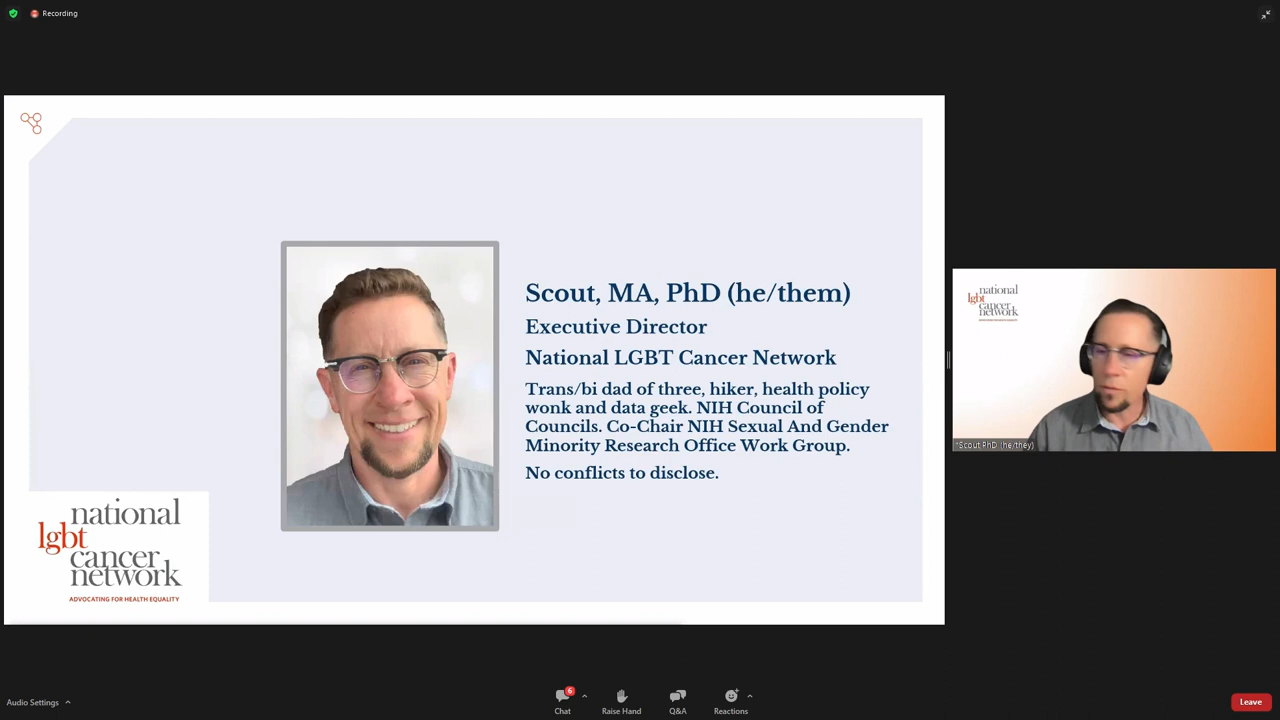 Recording
Scout, MA, PhD (he/them)
Executive Director
National LGBT Cancer Network
Trans/bi dad of three, hiker, health policy
wonk and data geek. NIH Council of
Councils. Co-Chair NIH Sexual And Gender
Minority Research Office Work Group.
No conflicts to disclose.
national
lgbt
cancer
network
ADVOCATING FOR HEALTH EQUALITY
national
lgbt
cancer
network
*Scout PhD (he/they)
Audio Settings
6
Chat
Raise Hand
Q&A
Reactions
Leave